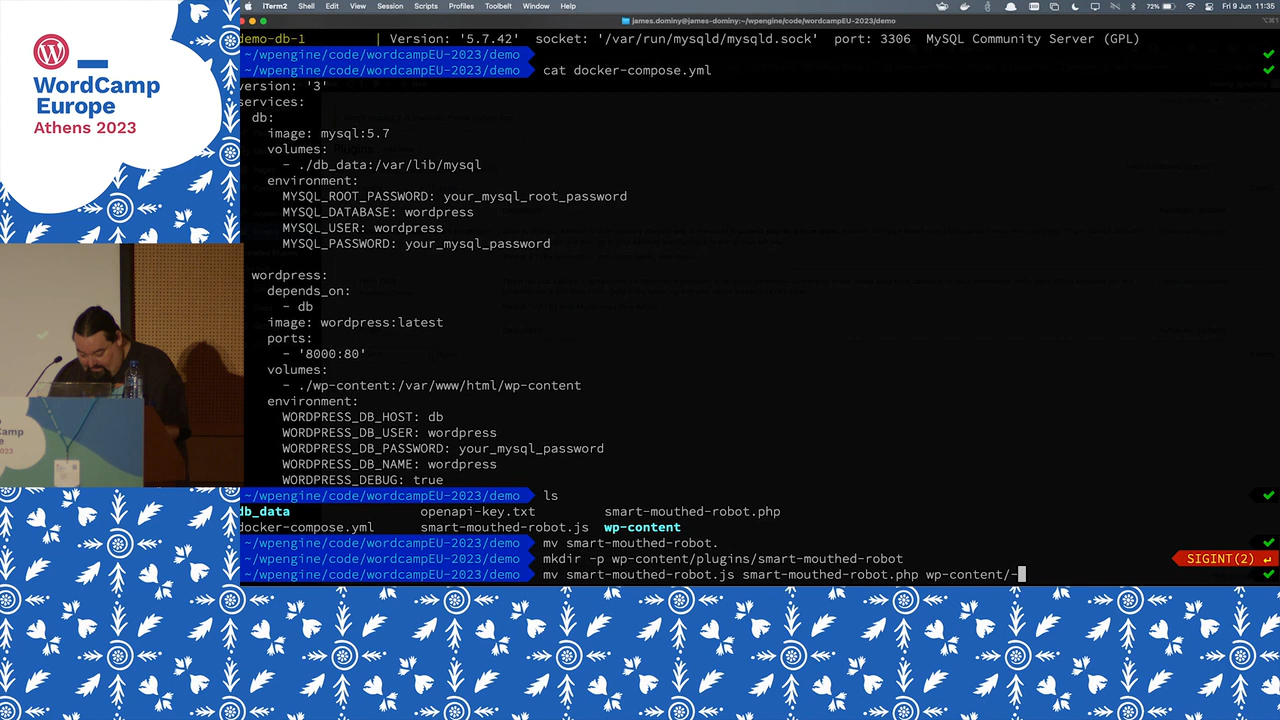 WordCamp
Europe
Athens 2023
iTerm2 Shell Edit View Session Scripts Profiles Toolbelt Window Help
72% Fri 9 Jun 11:35
james.dominy@james-dominy:~/wpengine/code/wordcampEU-2023/demo
demo-db-1 | Version: '5.7.42' socket: '/var/run/mysqld/mysqld.sock' port: 3306 MySQL Community Server (GPL)
~/wpengine/code/wordcampEU-2023/demo
~/wpengine/code/wordcampEU-2023/demo cat docker-compose.yml
version: '3'
services:
db:
image: mysql:5.7
volumes:
- ./db_data:/var/lib/mysql
environment:
MYSQL_ROOT_PASSWORD: your_mysql_root_password
MYSQL_DATABASE: wordpress
MYSQL_USER: wordpress
MYSQL_PASSWORD: your_mysql_password
wordpress:
depends_on:
- db
image: wordpress:latest
ports:
- '8000:80'
volumes:
- ./wp-content:/var/www/html/wp-content
environment:
WORDPRESS_DB_HOST: db
WORDPRESS_DB_USER: wordpress
WORDPRESS_DB_PASSWORD: your_mysql_password
WORDPRESS_DB_NAME: wordpress
WORDPRESS_DEBUG: true
~/wpengine/code/wordcampEU-2023/demo ls
db_data openapi-key.txt smart-mouthed-robot.php
docker-compose.yml smart-mouthed-robot.js wp-content
~/wpengine/code/wordcampEU-2023/demo mv smart-mouthed-robot.
~/wpengine/code/wordcampEU-2023/demo mkdir -p wp-content/plugins/smart-mouthed-robot SIGINT(2)
~/wpengine/code/wordcampEU-2023/demo mv smart-mouthed-robot.js smart-mouthed-robot.php wp-content/-